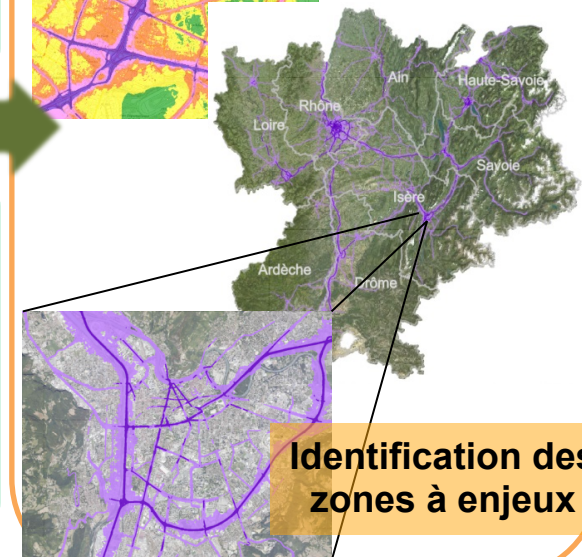 Ain
Haute-Savoie
Rhône
Loire
Savoie
Isère
Ardèche
Drôme
Identification des
zones à enjeux